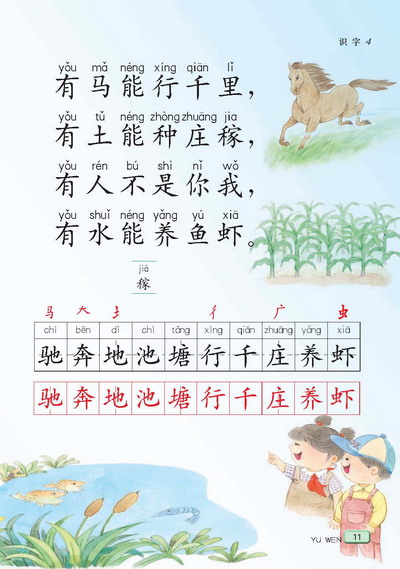 识字 4
yǒu mǎ néng xíng qiān lǐ
有马能行千里，
yǒu tǔ néng zhòng zhuāng jia
有土能种庄稼，
yǒu rén bú shì nǐ wǒ
有人不是你我，
yǒu shuǐ néng yǎng yú xiā
有水能养鱼虾。
jià
稼
马 𠂇 土 彳 广 虫
chí bēn dì chí táng xíng qiān zhuāng yǎng xiā
驰 奔 地 池 塘 行 千 庄 养 虾
驰 奔 地 池 塘 行 千 庄 养 虾
YU WEN 11